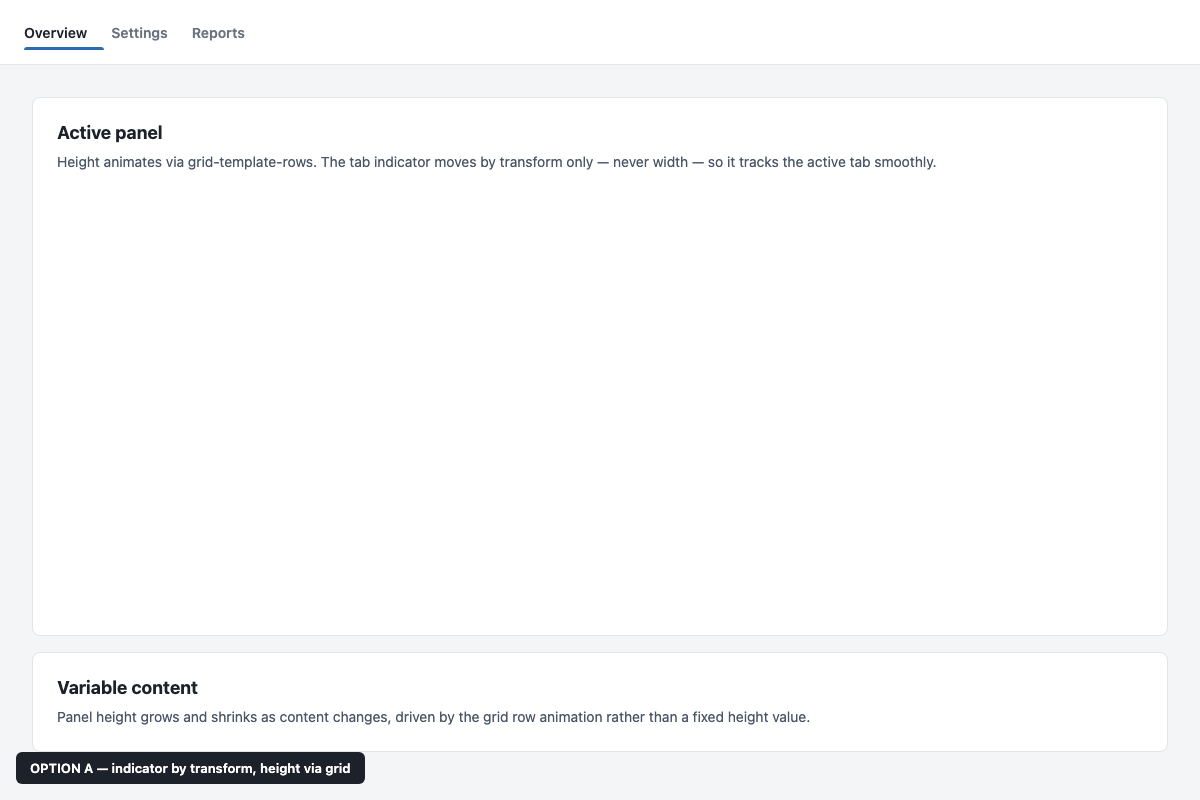 Overview Settings Reports
Active panel
Height animates via grid-template-rows. The tab indicator moves by transform only — never width — so it tracks the active tab smoothly.
Variable content
Panel height grows and shrinks as content changes, driven by the grid row animation rather than a fixed height value.
OPTION A — indicator by transform, height via grid